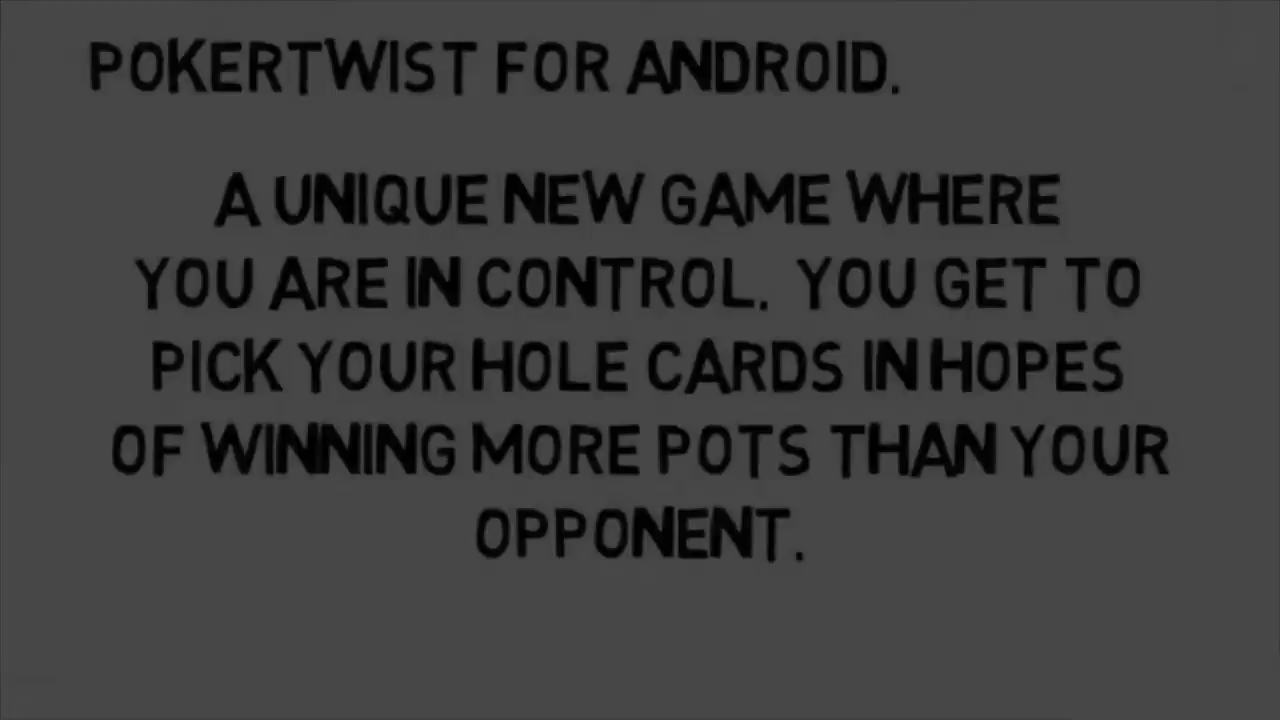 POKERTWIST FOR ANDROID.
A UNIQUE NEW GAME WHERE
YOU ARE IN CONTROL. YOU GET TO
PICK YOUR HOLE CARDS IN HOPES
OF WINNING MORE POTS THAN YOUR
OPPONENT.